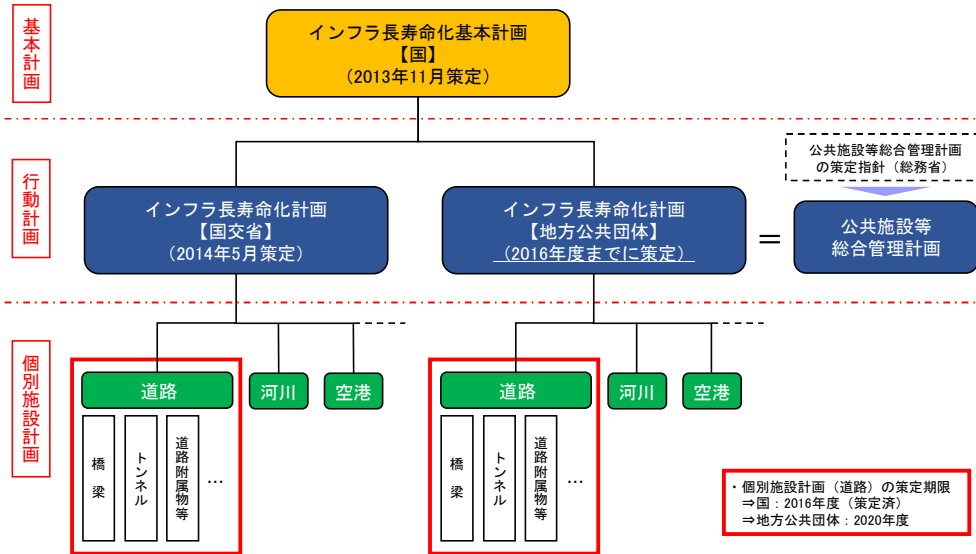 基本計画
インフラ長寿命化基本計画
【国】
(2013年11月策定)
行動計画
公共施設等総合管理計画
の策定指針（総務省）
インフラ長寿命化計画
【国交省】
(2014年5月策定)
インフラ長寿命化計画
【地方公共団体】
(2016年度までに策定)
＝
公共施設等
総合管理計画
個別施設計画
道路
河川
空港
橋梁
トンネル
道路附属物等
…
道路
河川
空港
橋梁
トンネル
道路附属物等
…
・個別施設計画（道路）の策定期限
⇒国：2016年度（策定済）
⇒地方公共団体：2020年度